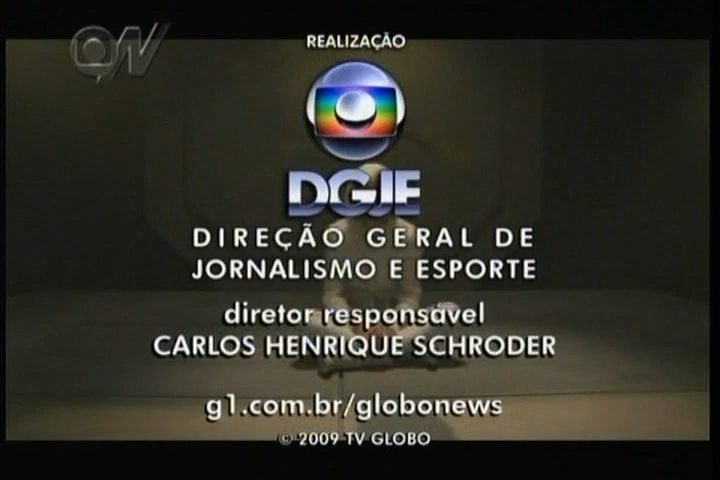 REALIZAÇÃO
DGJE
DIREÇÃO GERAL DE
JORNALISMO E ESPORTE
diretor responsável
CARLOS HENRIQUE SCHRODER
g1.com.br/globonews
© 2009 TV GLOBO